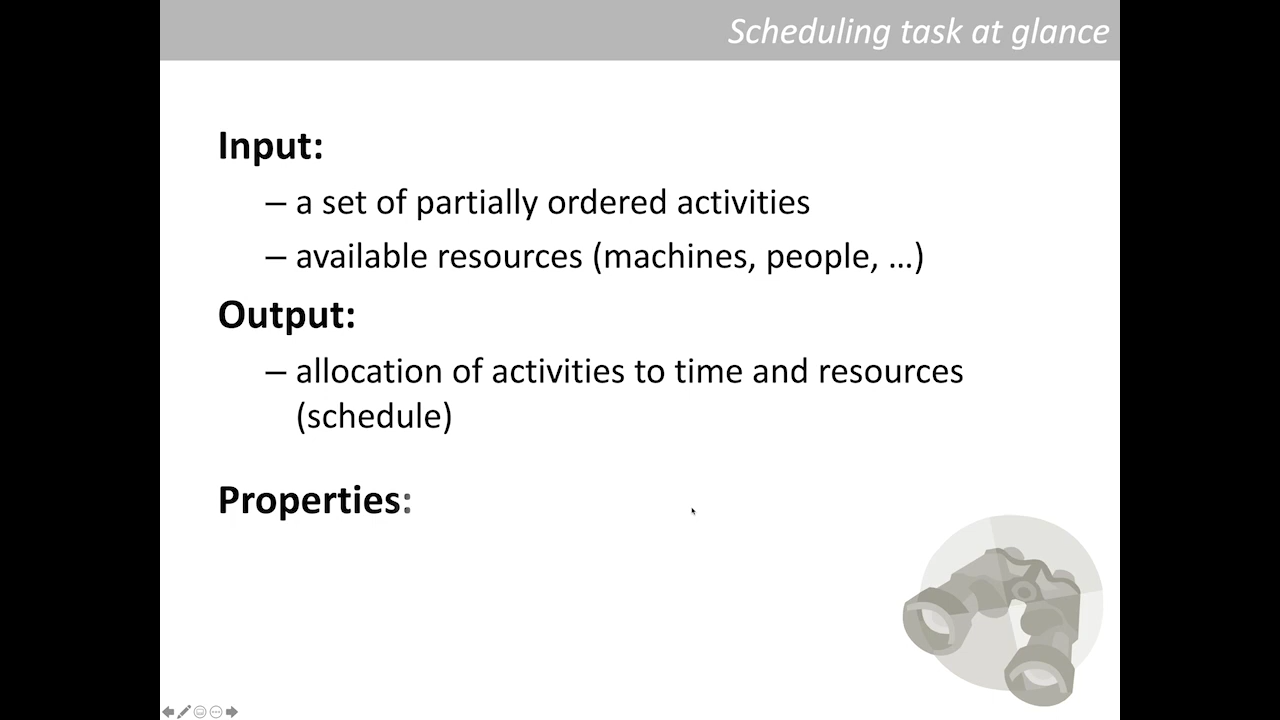 Scheduling task at glance
Input:
– a set of partially ordered activities
– available resources (machines, people, …)
Output:
– allocation of activities to time and resources
(schedule)
Properties: